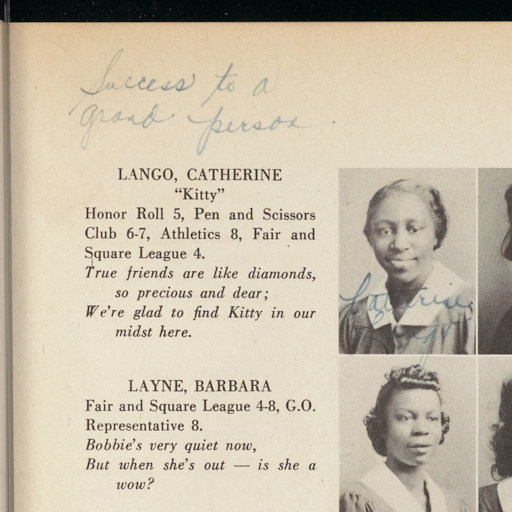 Success to a
grand person.
LANGO, CATHERINE
"Kitty"
Honor Roll 5, Pen and Scissors
Club 6-7, Athletics 8, Fair and
Square League 4.
True friends are like diamonds,
so precious and dear;
We're glad to find Kitty in our
midst here.
Catherine
LAYNE, BARBARA
Fair and Square League 4-8, G.O.
Representative 8.
Bobbie's very quiet now,
But when she's out — is she a
wow?